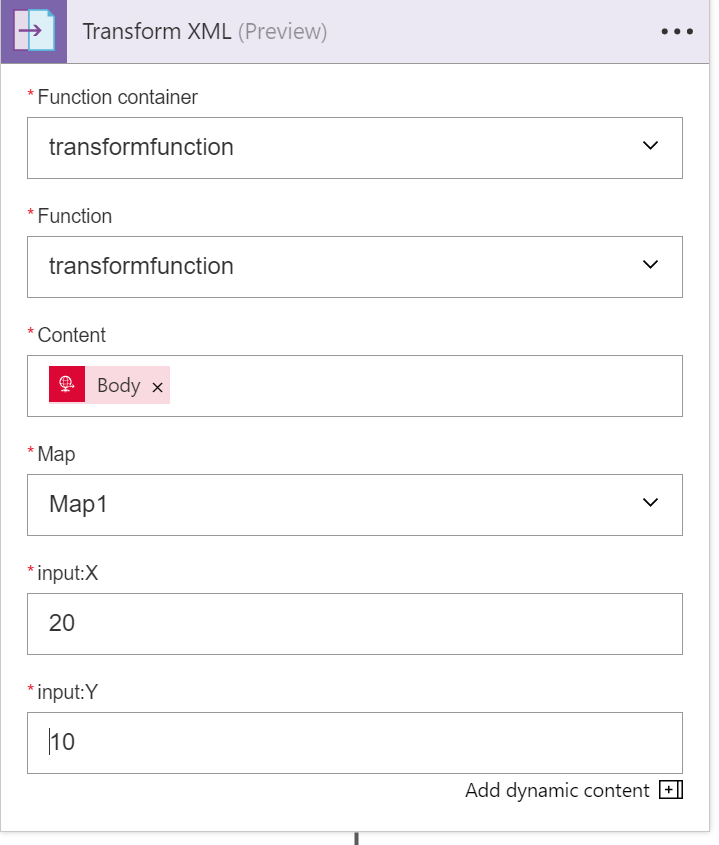 Transform XML (Preview)
* Function container
transformfunction
* Function
transformfunction
* Content
Body ×
* Map
Map1
* input:X
20
* input:Y
10
Add dynamic content